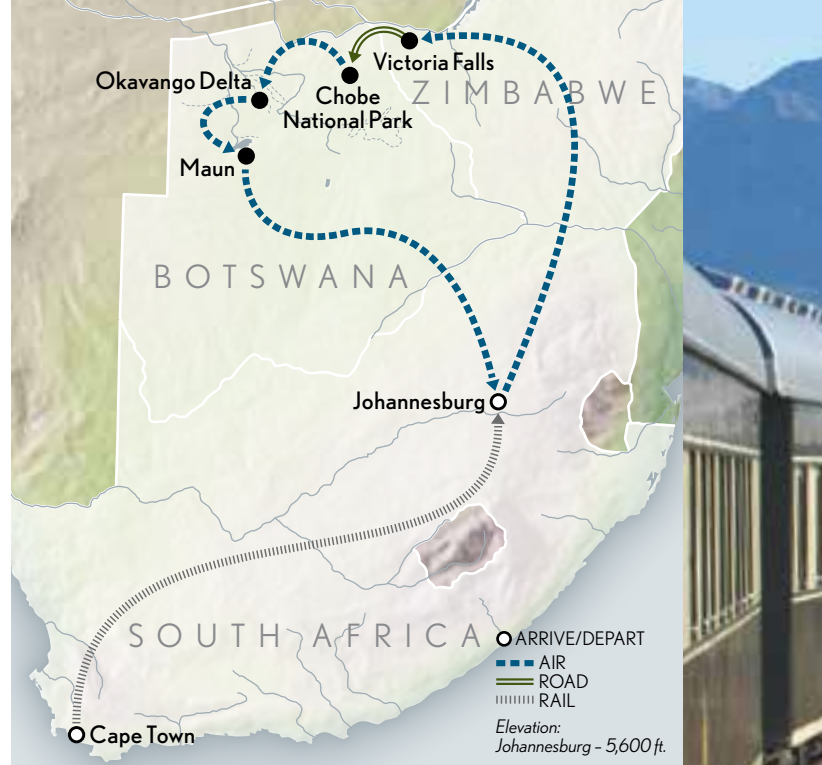 Victoria Falls
Okavango Delta
Chobe
National Park
ZIMBABWE
Maun
BOTSWANA
Johannesburg
SOUTH AFRICA
ARRIVE/DEPART
AIR
ROAD
RAIL
Cape Town
Elevation:
Johannesburg – 5,600 ft.